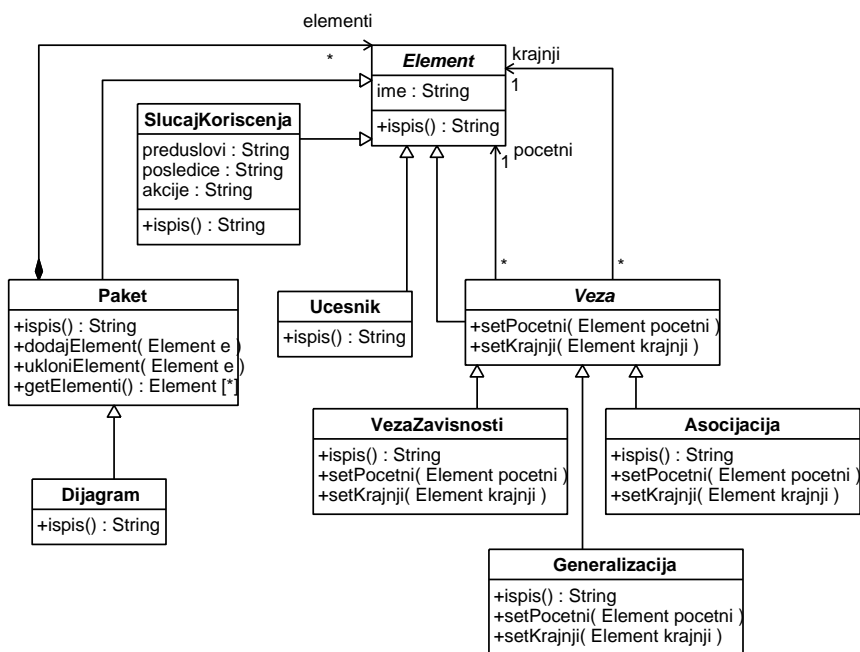 elementi
*
Element
ime : String
+ispis() : String
krajnji
1
pocetni
1
SlucajKoriscenja
preduslovi : String
posledice : String
akcije : String
+ispis() : String
*
*
Paket
+ispis() : String
+dodajElement( Element e )
+ukloniElement( Element e )
+getElementi() : Element [*]
Ucesnik
+ispis() : String
Veza
+setPocetni( Element pocetni )
+setKrajnji( Element krajnji )
VezaZavisnosti
+ispis() : String
+setPocetni( Element pocetni )
+setKrajnji( Element krajnji )
Asocijacija
+ispis() : String
+setPocetni( Element pocetni )
+setKrajnji( Element krajnji )
Dijagram
+ispis() : String
Generalizacija
+ispis() : String
+setPocetni( Element pocetni )
+setKrajnji( Element krajnji )